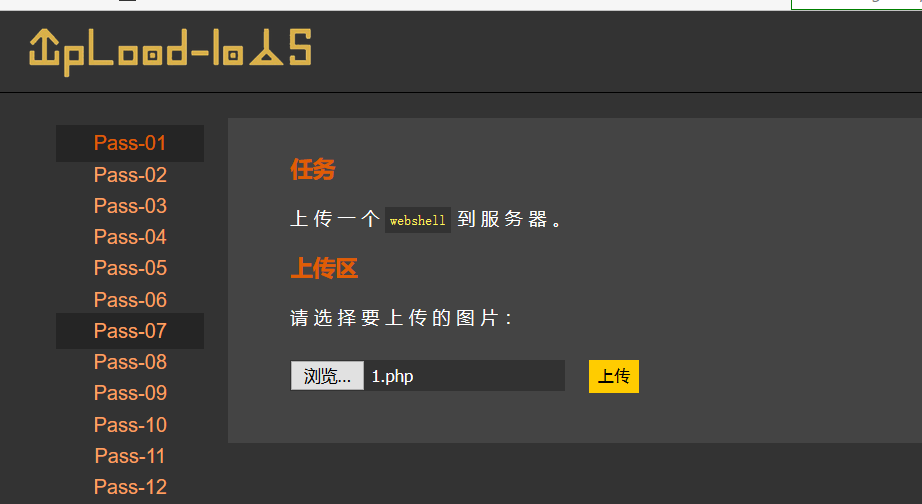 UpLoad-labs
Pass-01
Pass-02
Pass-03
Pass-04
Pass-05
Pass-06
Pass-07
Pass-08
Pass-09
Pass-10
Pass-11
Pass-12
任务
上传一个 webshell 到服务器。
上传区
请选择要上传的图片：
浏览... 1.php 上传